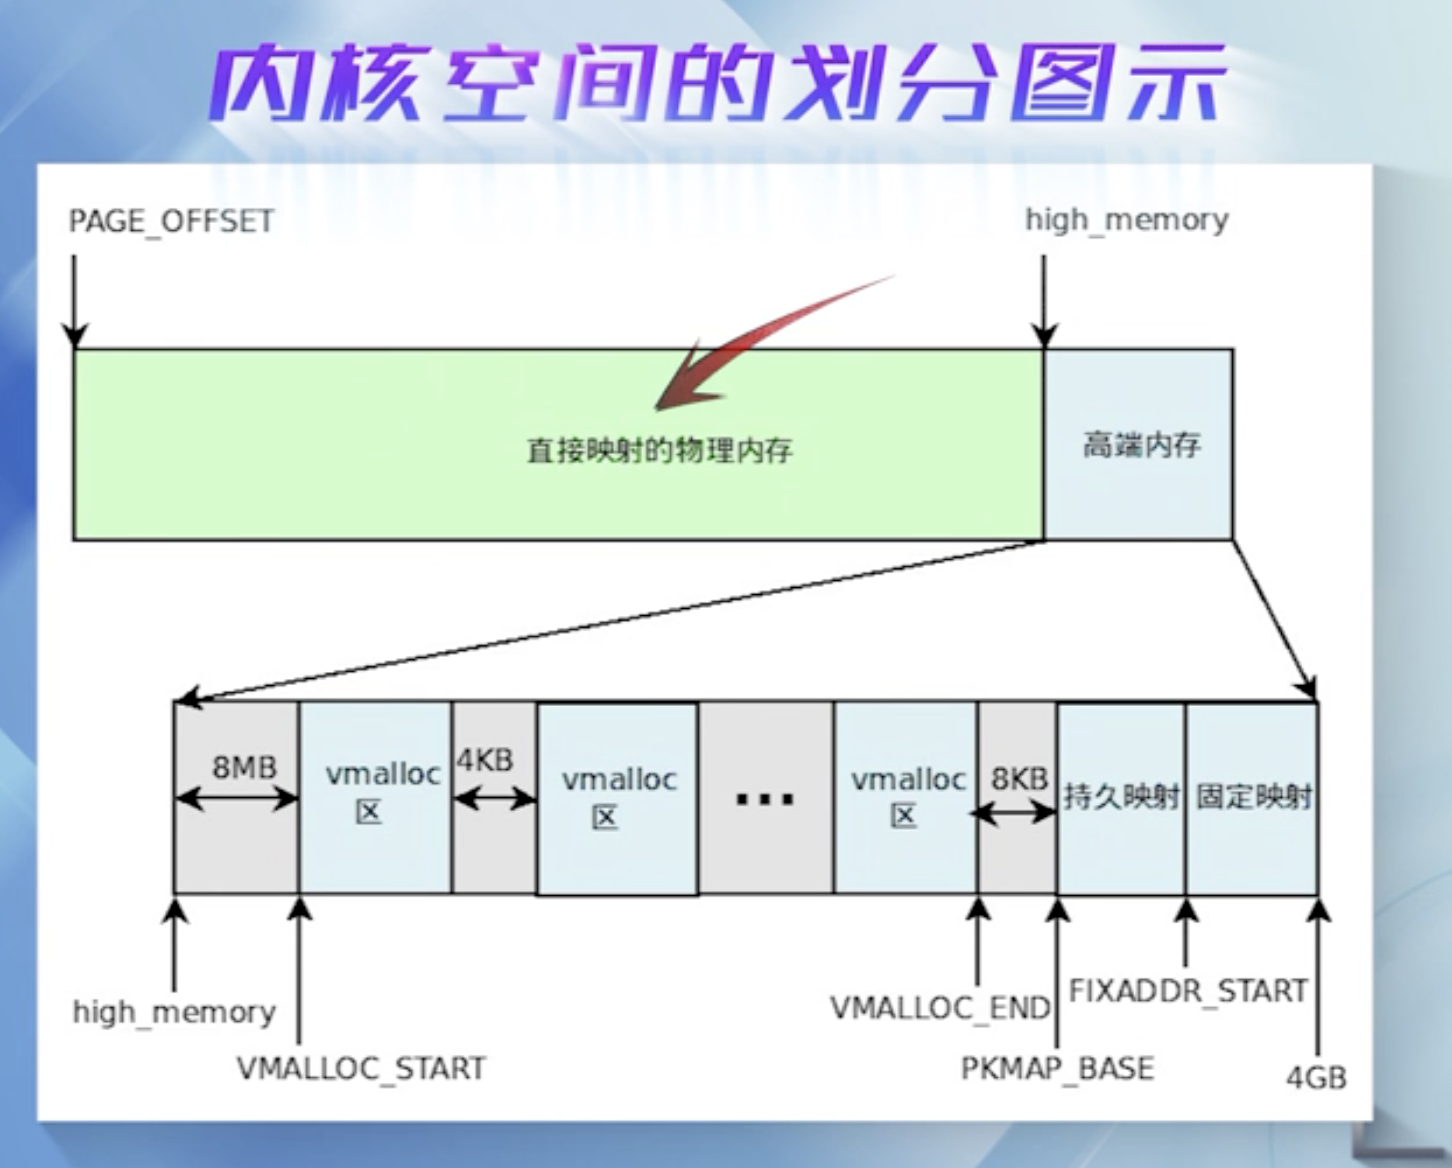 内核空间的划分图示
PAGE_OFFSET
high_memory
直接映射的物理内存
高端内存
8MB
vmalloc
区
4KB
vmalloc
区
...
vmalloc
区
8KB
持久映射
固定映射
high_memory
VMALLOC_START
VMALLOC_END
PKMAP_BASE
FIXADDR_START
4GB